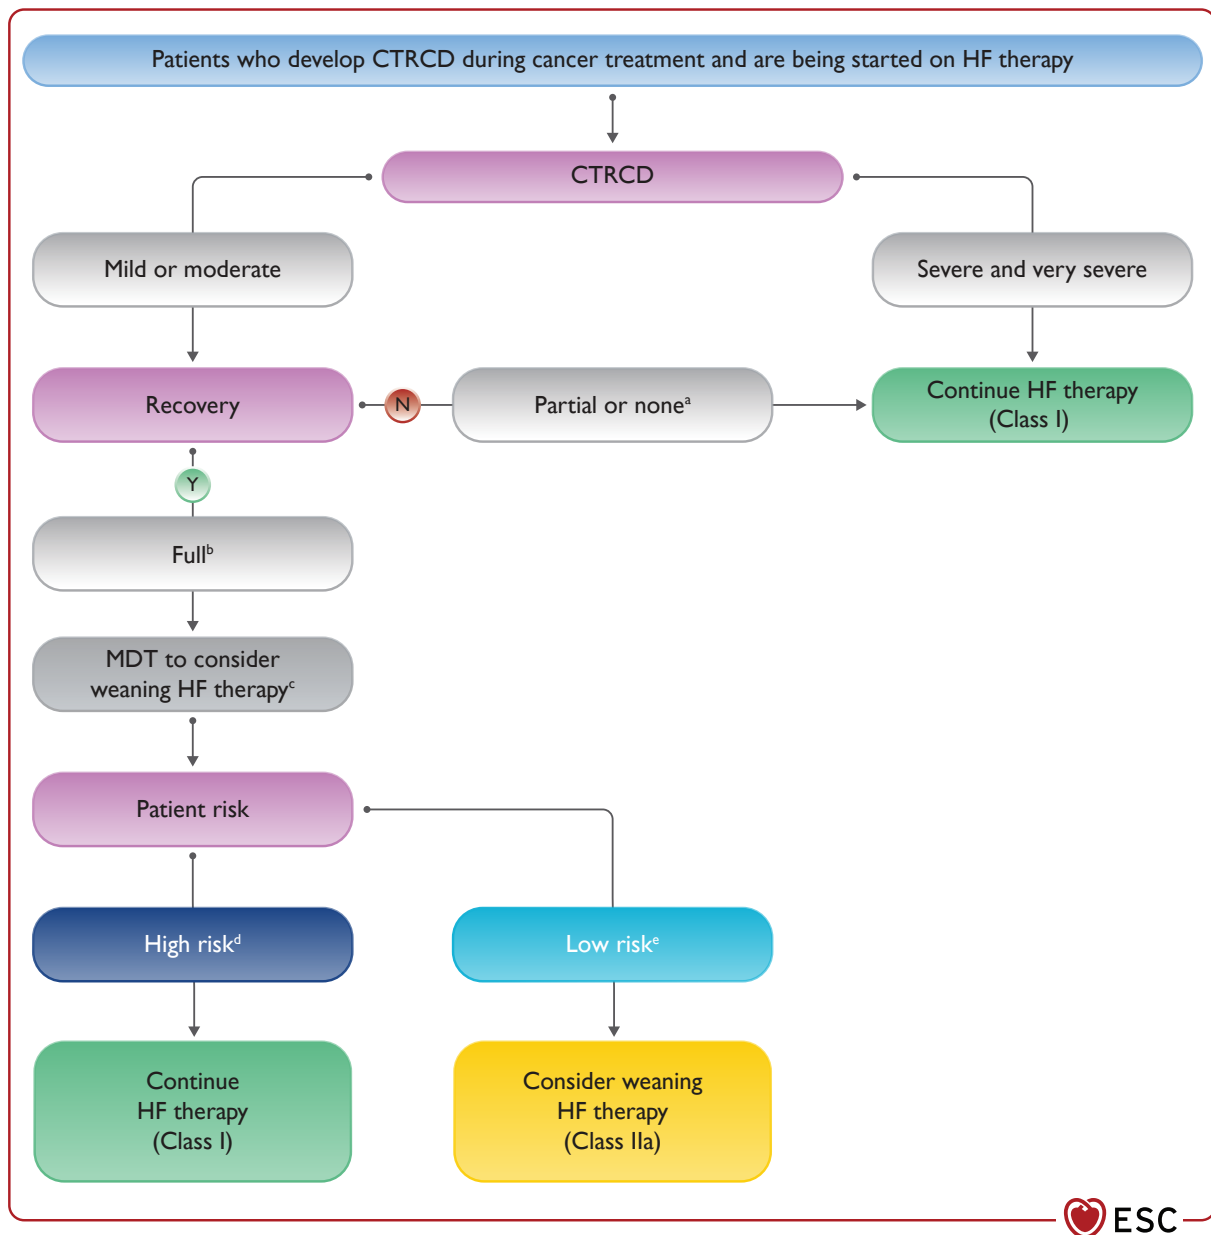 Patients who develop CTRCD during cancer treatment and are being started on HF therapy
CTRCD
Mild or moderate
Severe and very severe
Recovery
N
Partial or noneᵃ
Continue HF therapy
(Class I)
Y
Fullᵇ
MDT to consider
weaning HF therapyᶜ
Patient risk
High riskᵈ
Low riskᵉ
Continue
HF therapy
(Class I)
Consider weaning
HF therapy
(Class IIa)
ESC